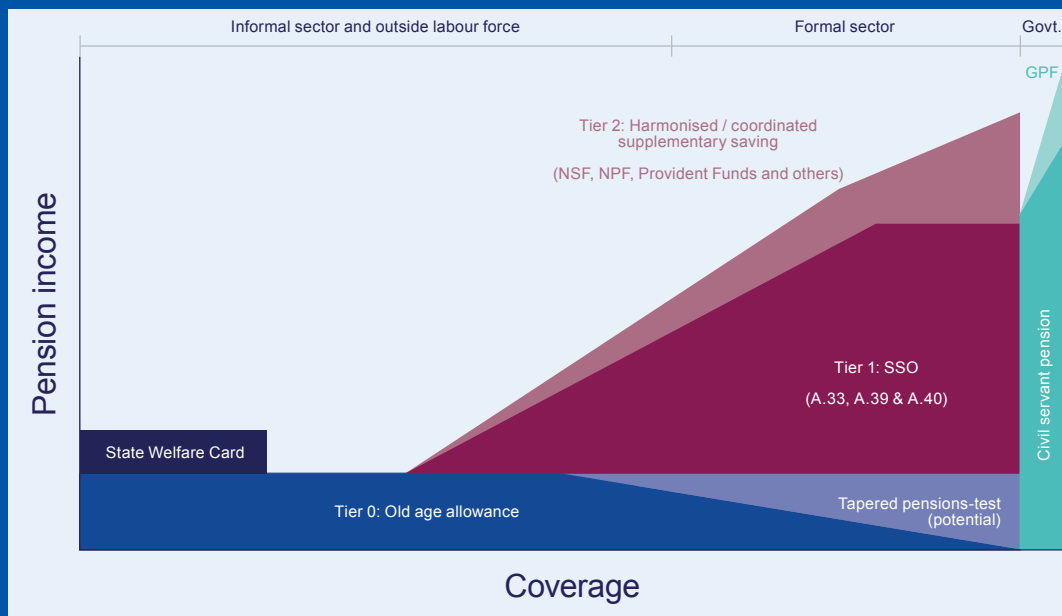 Informal sector and outside labour force
Formal sector
Govt.
GPF
Tier 2: Harmonised / coordinated
supplementary saving
(NSF, NPF, Provident Funds and others)
Pension income
Tier 1: SSO
(A.33, A.39 & A.40)
Civil servant pension
State Welfare Card
Tier 0: Old age allowance
Tapered pensions-test
(potential)
Coverage